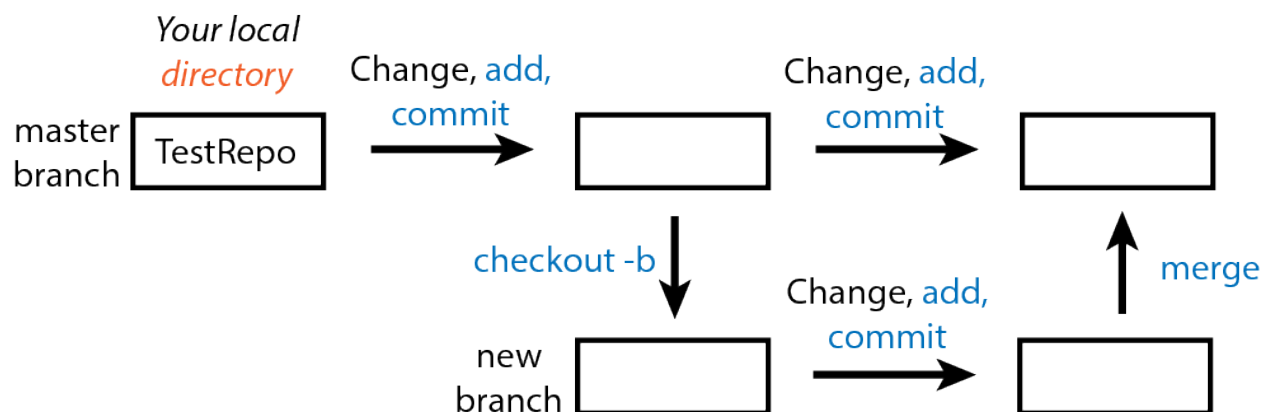 Your local
directory
Change, add,
commit
Change, add,
commit
master
branch
TestRepo
checkout -b
merge
Change, add,
commit
new
branch